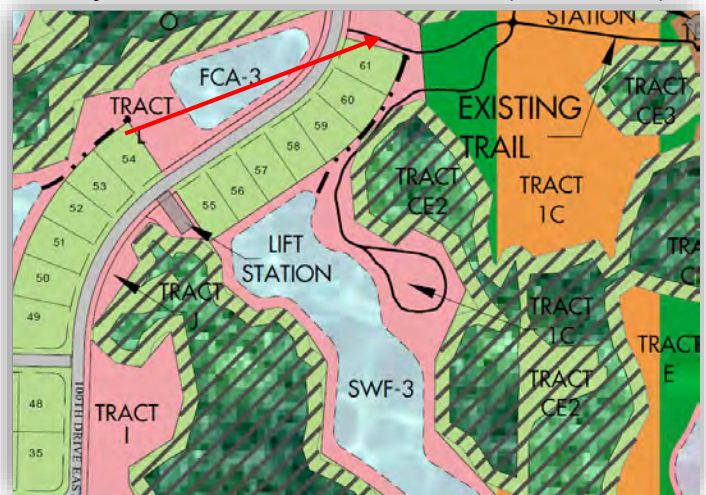 O
STATION
FCA-3
61
TRACT
L
60
EXISTING
TRAIL
TRACT
CE3
59
58
54
57
53
56
52
55
TRACT
CE2
TRACT
1C
51
LIFT
STATION
50
TRACT
J
49
TRACT
1C
TRACT
E
SWF-3
TRACT
CE2
48
TRACT
I
35
100TH DRIVE EAST